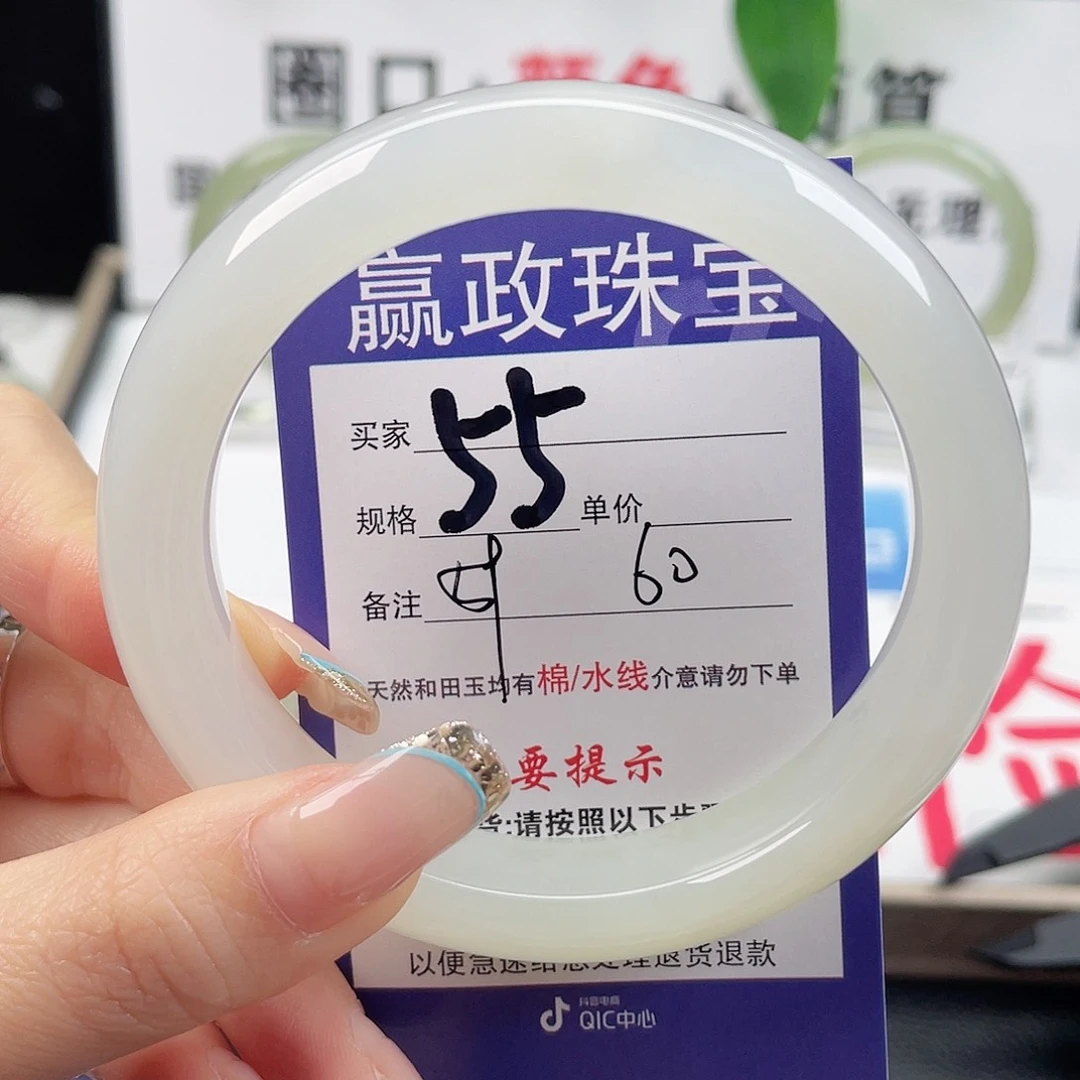 圈口
赢政珠宝
买家
55
规格
单价
备注
60
天然和田玉均有棉/水线介意请勿下单
要提示
:请按照以下步
以便急速给您处理退货退款
抖音电商
QIC中心